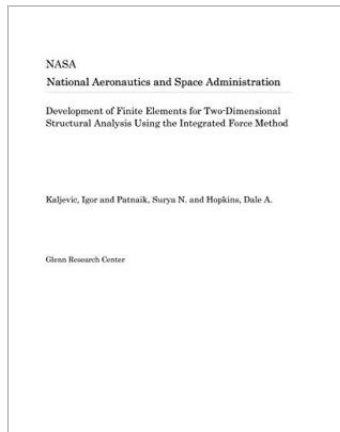 NASA
National Aeronautics and Space Administration
Development of Finite Elements for Two-Dimensional
Structural Analysis Using the Integrated Force Method
Kaljevic, Igor and Patnaik, Surya N. and Hopkins, Dale A.
Glenn Research Center